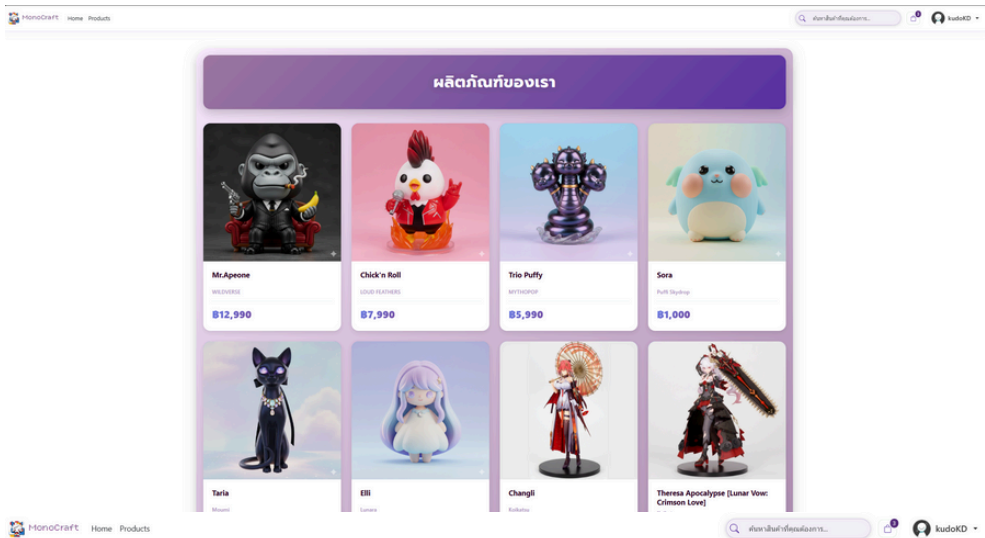 MonoCraft Home Products ค้นหาสินค้าที่คุณต้องการ... 3 kudoKD
ผลิตภัณฑ์ของเรา
Mr.Apeone Chick'n Roll Trio Puffy Sora
WILDVERSE LOUD FEATHERS MYTHOPOP Puffi Skydrop
฿12,990 ฿7,990 ฿5,990 ฿1,000
Taria Elli Changli Theresa Apocalypse [Lunar Vow:
Crimson Love]
Lunara
MonoCraft Home Products ค้นหาสินค้าที่คุณต้องการ... 3 kudoKD